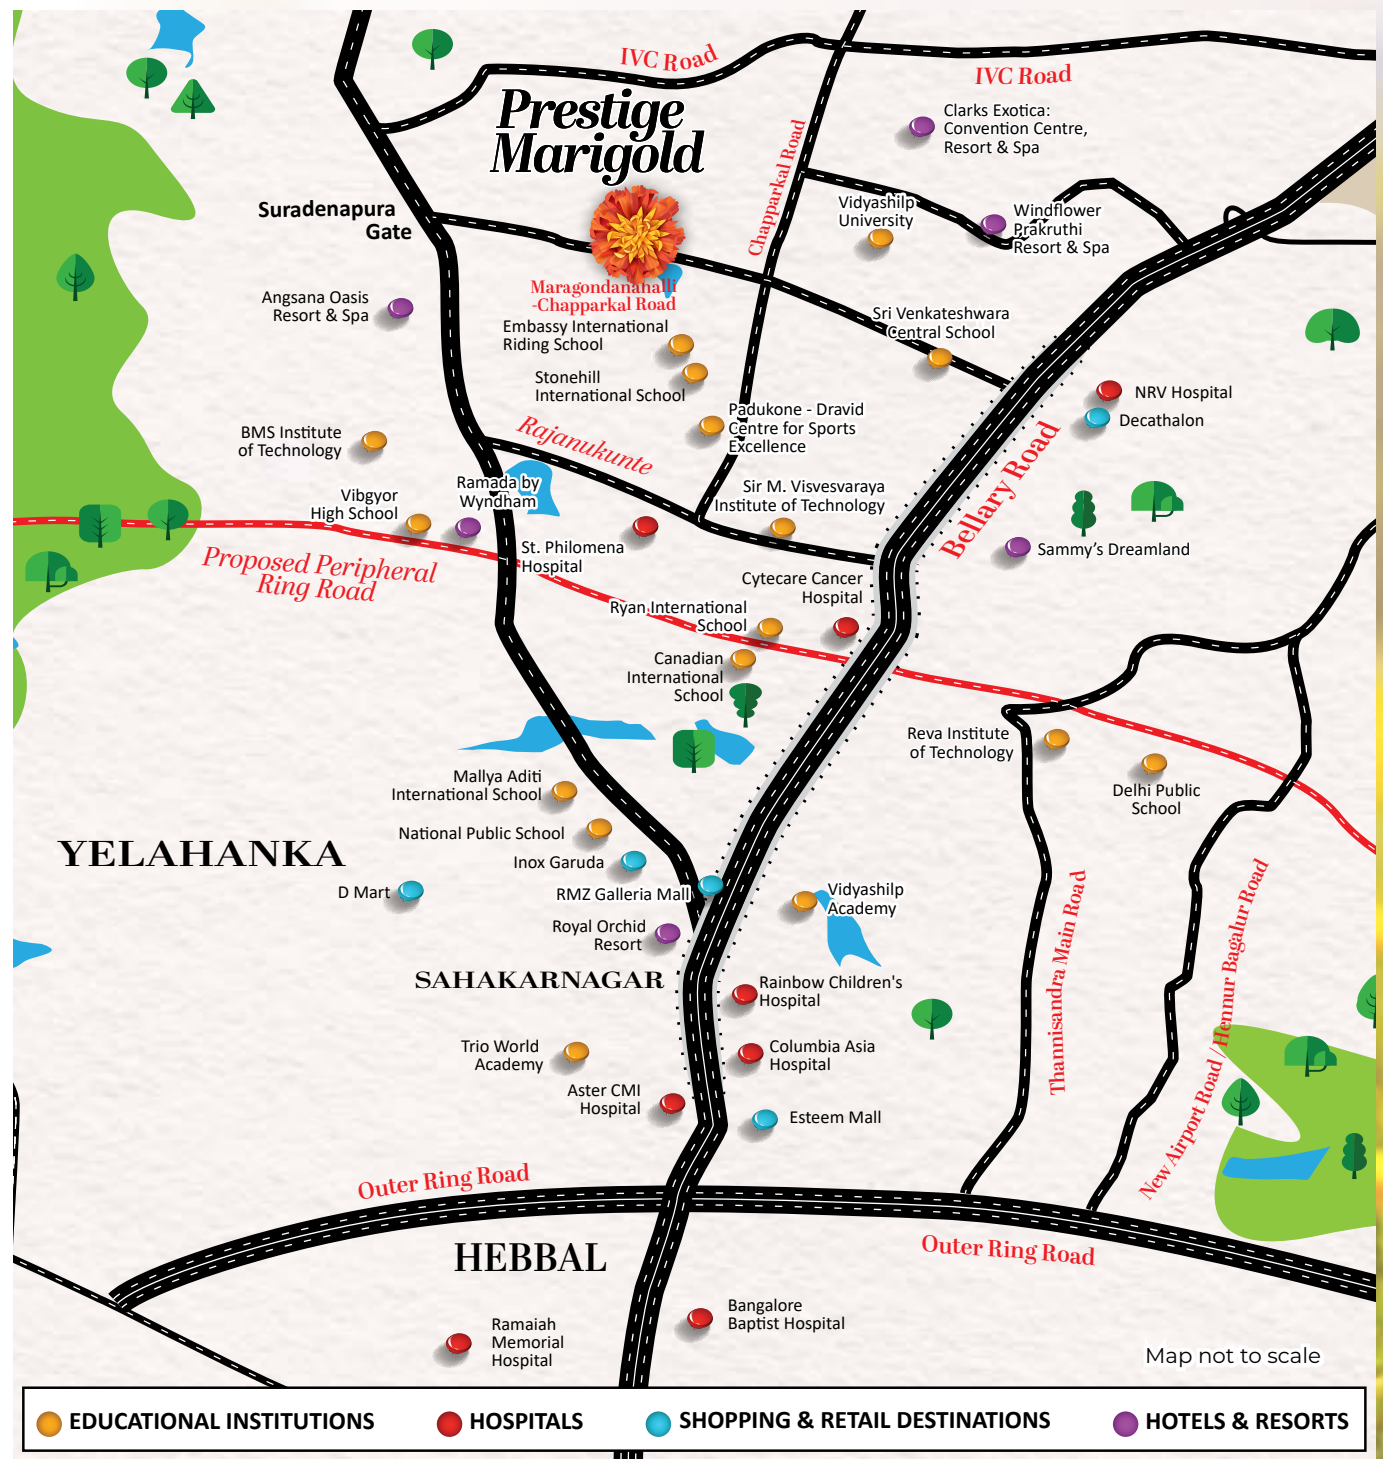 IVC Road
IVC Road
Prestige
Marigold
Clarks Exotica:
Convention Centre,
Resort & Spa
Chapparkal Road
Suradenapura
Gate
Vidyashilp
University
Windflower
Prakruthi
Resort & Spa
Maragondanahalli
-Chapparkal Road
Angsana Oasis
Resort & Spa
Embassy International
Riding School
Sri Venkateshwara
Central School
Stonehill
International School
NRV Hospital
Decathalon
Padukone - Dravid
Centre for Sports
Excellence
BMS Institute
of Technology
Rajanukunte
Bellary Road
Ramada by
Wyndham
Vibgyor
High School
Sir M. Visvesvaraya
Institute of Technology
St. Philomena
Hospital
Sammy's Dreamland
Proposed Peripheral
Ring Road
Cytecare Cancer
Hospital
Ryan International
School
Canadian
International
School
Reva Institute
of Technology
Mallya Aditi
International School
Delhi Public
School
National Public School
YELAHANKA
Inox Garuda
D Mart
RMZ Galleria Mall
Vidyashilp
Academy
Royal Orchid
Resort
SAHAKARNAGAR
Rainbow Children's
Hospital
Thannisandra Main Road
New Airport Road / Hennur Bagalur Road
Trio World
Academy
Columbia Asia
Hospital
Aster CMI
Hospital
Esteem Mall
Outer Ring Road
HEBBAL
Outer Ring Road
Bangalore
Baptist Hospital
Ramaiah
Memorial
Hospital
Map not to scale
EDUCATIONAL INSTITUTIONS
HOSPITALS
SHOPPING & RETAIL DESTINATIONS
HOTELS & RESORTS